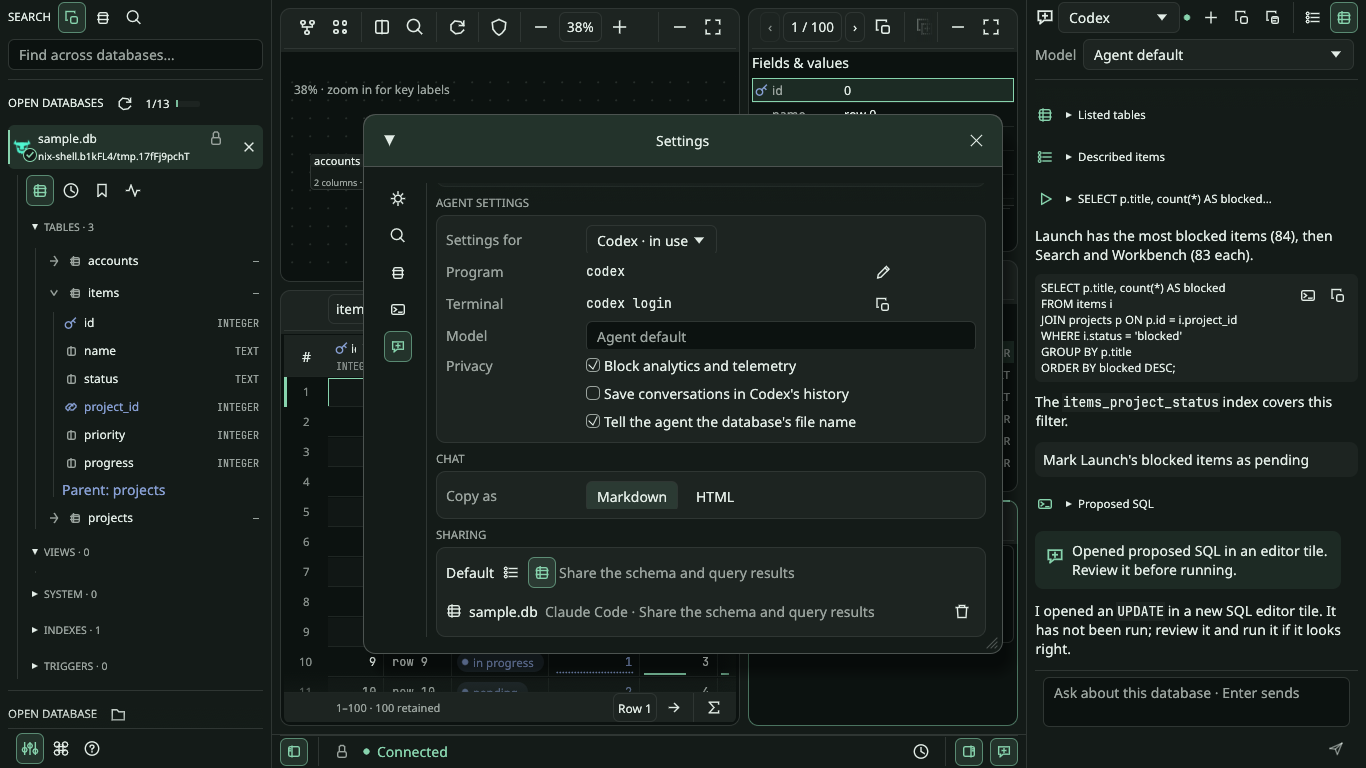 SEARCH
Find across databases...
OPEN DATABASES
1/13
sample.db
nix-shell.b1kFL4/tmp.17fFj9pchT
TABLES · 3
accounts –
items –
id INTEGER
name TEXT
status TEXT
project_id INTEGER
priority INTEGER
progress INTEGER
Parent: projects
projects –
VIEWS · 0
SYSTEM · 0
INDEXES · 1
TRIGGERS · 0
OPEN DATABASE
38%
38% · zoom in for key labels
accounts
2 columns ·
1 / 100
Fields & values
id 0
item
#
1
2
3
4
5
6
7
8
9
10 9 row 9 in progress 1 3
1–100 · 100 retained
Row 1
Connected
Settings
AGENT SETTINGS
Settings for Codex · in use
Program codex
Terminal codex login
Model Agent default
Privacy Block analytics and telemetry
Save conversations in Codex's history
Tell the agent the database's file name
CHAT
Copy as Markdown HTML
SHARING
Default Share the schema and query results
sample.db Claude Code · Share the schema and query results
Codex
Model Agent default
Listed tables
Described items
SELECT p.title, count(*) AS blocked...
Launch has the most blocked items (84), then
Search and Workbench (83 each).
SELECT p.title, count(*) AS blocked
FROM items i
JOIN projects p ON p.id = i.project_id
WHERE i.status = 'blocked'
GROUP BY p.title
ORDER BY blocked DESC;
The items_project_status index covers this
filter.
Mark Launch's blocked items as pending
Proposed SQL
Opened proposed SQL in an editor tile.
Review it before running.
I opened an UPDATE in a new SQL editor tile. It
has not been run; review it and run it if it looks
right.
Ask about this database · Enter sends